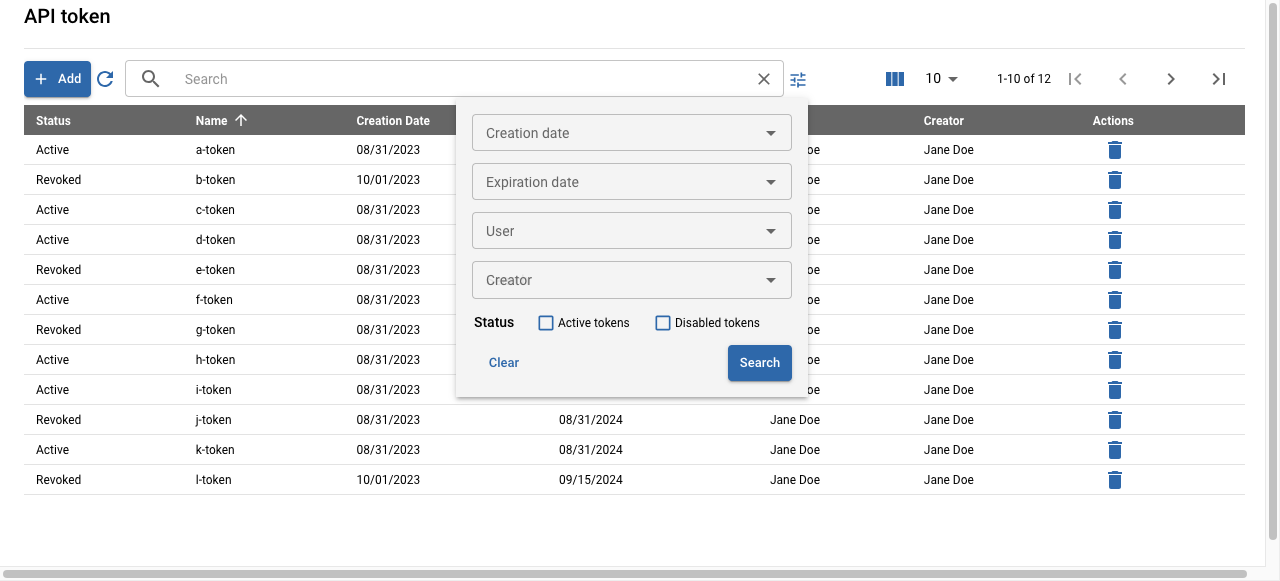 API token
Add
Search
10
1-10 of 12
Status Name Creation Date Creator Actions
Active a-token 08/31/2023 Creation date oe Jane Doe
Revoked b-token 10/01/2023 Expiration date oe Jane Doe
Active c-token 08/31/2023 oe Jane Doe
Active d-token 08/31/2023 User oe Jane Doe
Revoked e-token 08/31/2023 Creator oe Jane Doe
Active f-token 08/31/2023 oe Jane Doe
Revoked g-token 08/31/2023 Status Active tokens Disabled tokens oe Jane Doe
Active h-token 08/31/2023 Clear Search oe Jane Doe
Active i-token 08/31/2023 oe Jane Doe
Revoked j-token 08/31/2023 08/31/2024 Jane Doe Jane Doe
Active k-token 08/31/2023 08/31/2024 Jane Doe Jane Doe
Revoked l-token 10/01/2023 09/15/2024 Jane Doe Jane Doe